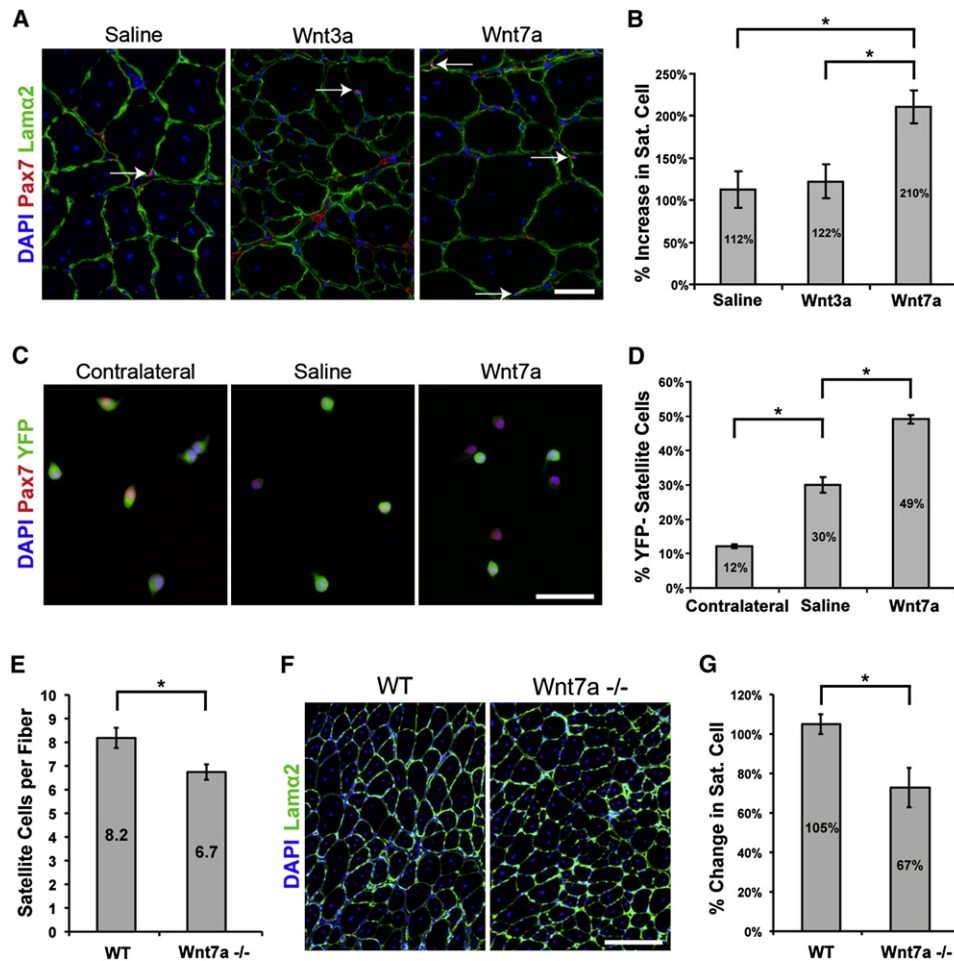 A
Saline
Wnt3a
Wnt7a
DAPI Pax7 Lamα2
B
*
*
% Increase in Sat. Cell
250%
200%
150%
100%
50%
0%
112%
122%
210%
Saline
Wnt3a
Wnt7a
C
Contralateral
Saline
Wnt7a
DAPI Pax7 YFP
D
*
*
% YFP- Satellite Cells
60%
50%
40%
30%
20%
10%
0%
12%
30%
49%
Contralateral
Saline
Wnt7a
E
*
Satellite Cells per Fiber
10
9
8
7
6
5
4
3
2
1
0
8.2
6.7
WT
Wnt7a -/-
F
WT
Wnt7a -/-
DAPI Lamα2
G
*
% Change in Sat. Cell
120%
100%
80%
60%
40%
20%
0%
105%
67%
WT
Wnt7a -/-